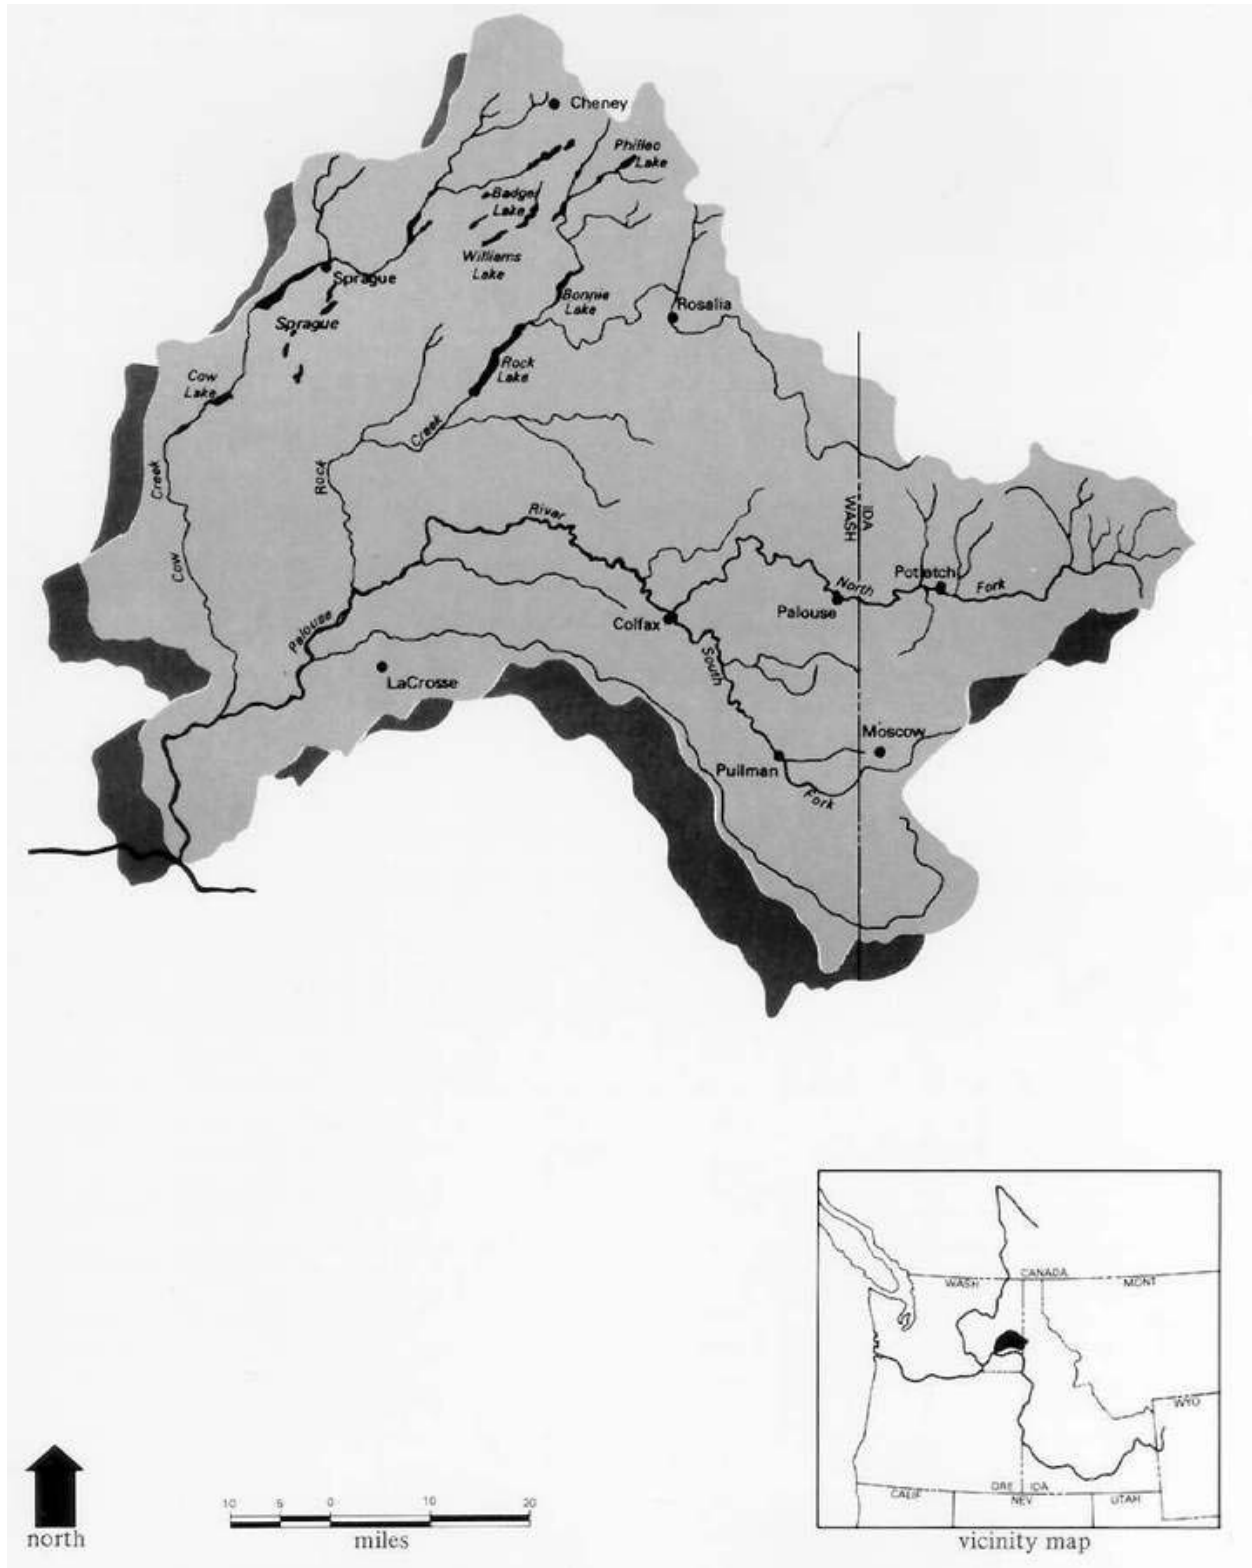 Cheney
Philleo
Lake
Badger
Lake
Williams
Lake
Sprague
Bonnie
Lake
Rosalia
Sprague
Rock
Lake
Cow
Lake
Creek
Creek
Rock
River
IDA
WASH
Cow
Potlatch
North
Fork
Palouse
Palouse
Colfax
South
LaCrosse
Moscow
Pullman
Fork
WASH
CANADA
MONT
WYO
CALIF
ORE
IDA
NEV
UTAH
10 5 0 10 20
north
miles
vicinity map